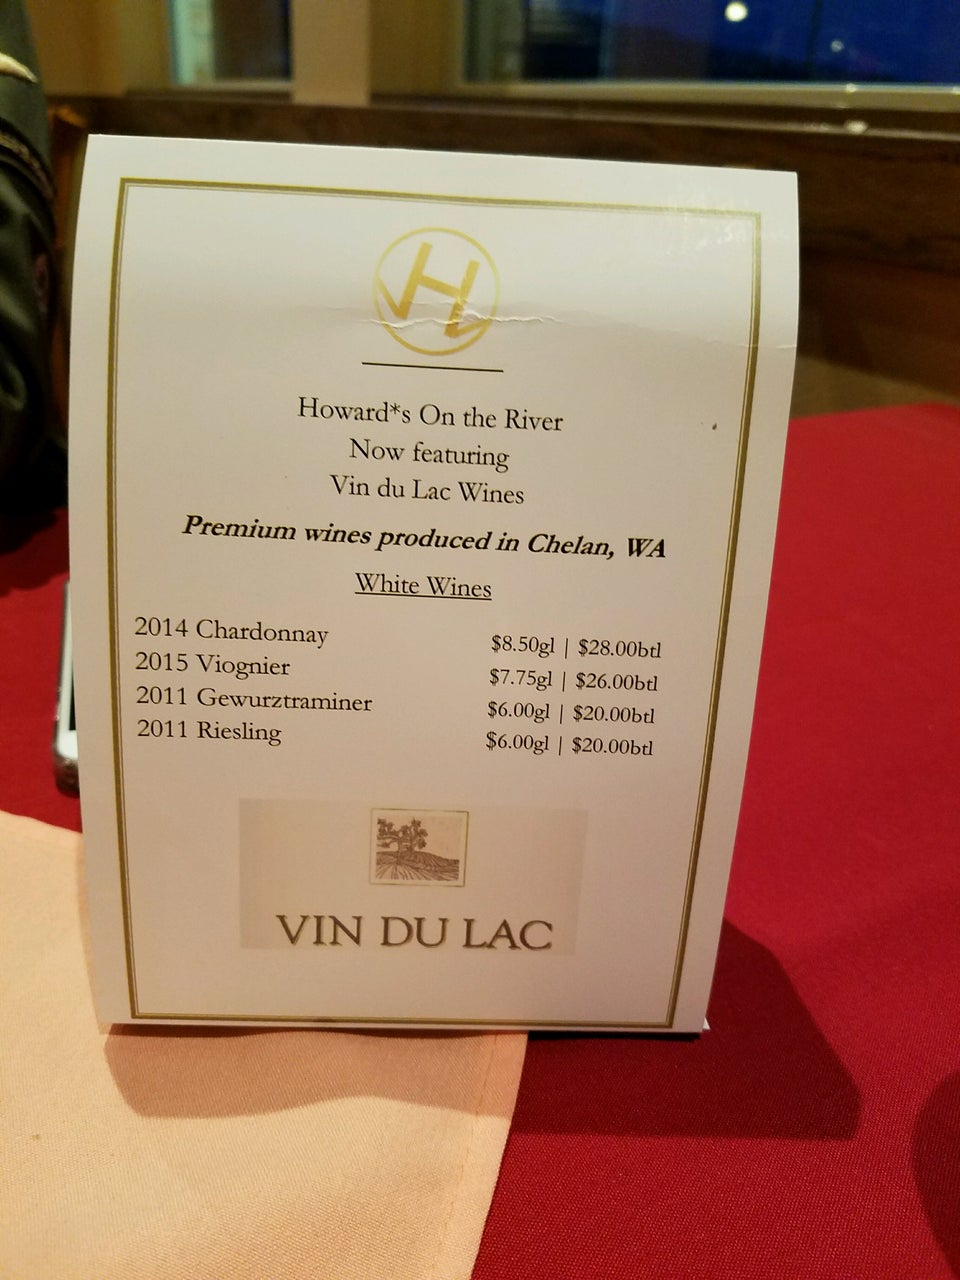 H
Howard*s On the River
Now featuring
Vin du Lac Wines
Premium wines produced in Chelan, WA
White Wines
2014 Chardonnay $8.50gl | $28.00btl
2015 Viognier $7.75gl | $26.00btl
2011 Gewurztraminer $6.00gl | $20.00btl
2011 Riesling $6.00gl | $20.00btl
VIN DU LAC